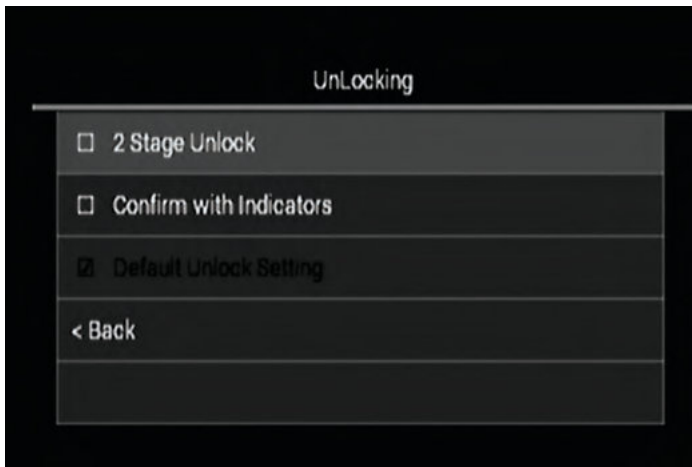 UnLocking
2 Stage Unlock
Confirm with Indicators
Default Unlock Setting
< Back